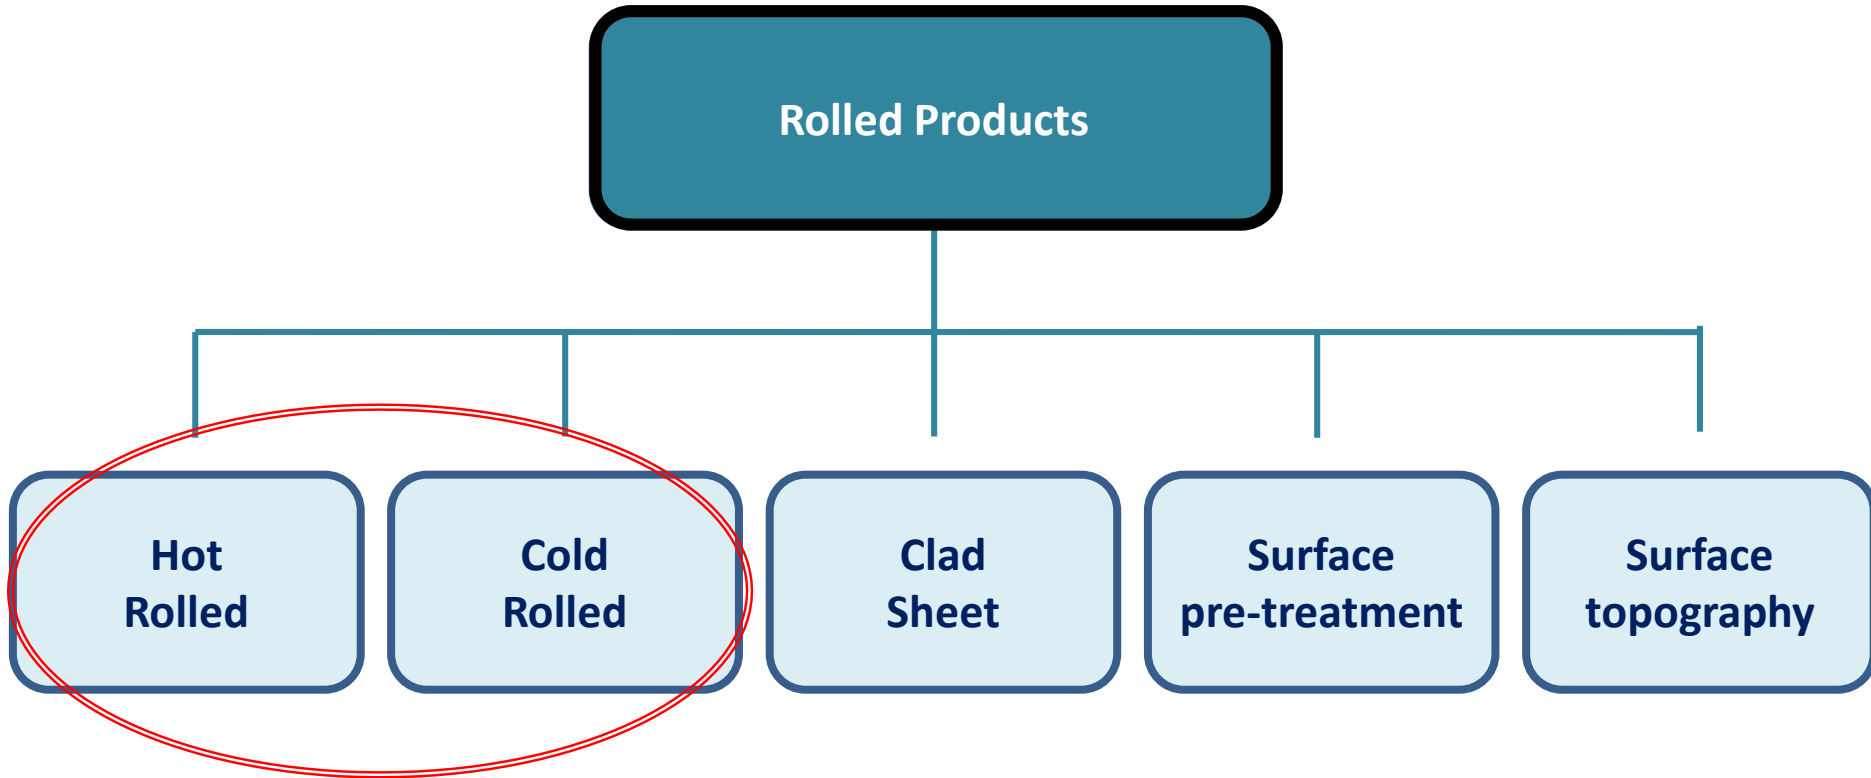 Rolled Products
Hot
Rolled
Cold
Rolled
Clad
Sheet
Surface
pre-treatment
Surface
topography